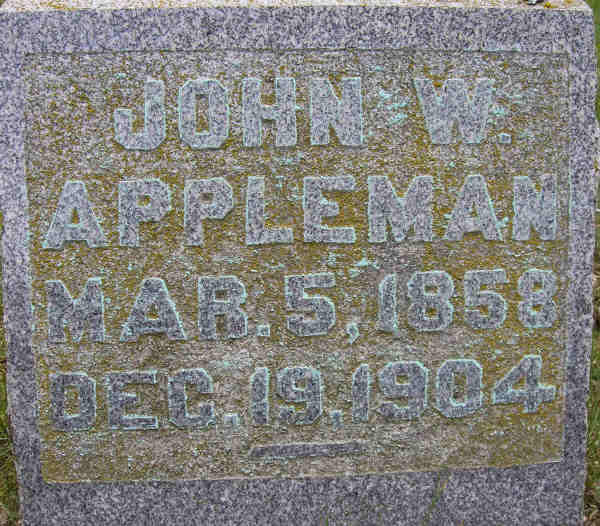 JOHN W.
APPLEMAN
MAR. 5, 1858
DEC. 19, 1904